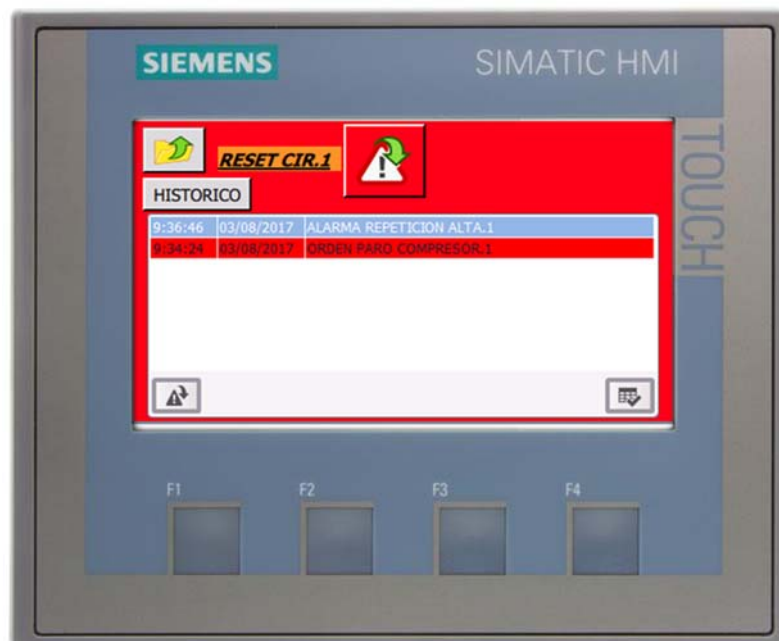 SIEMENS
SIMATIC HMI
TOUCH
RESET CIR.1
HISTORICO
9:36:46 03/08/2017 ALARMA REPETICION ALTA.1
9:34:24 03/08/2017 ORDEN PARO COMPRESOR.1
F1 F2 F3 F4